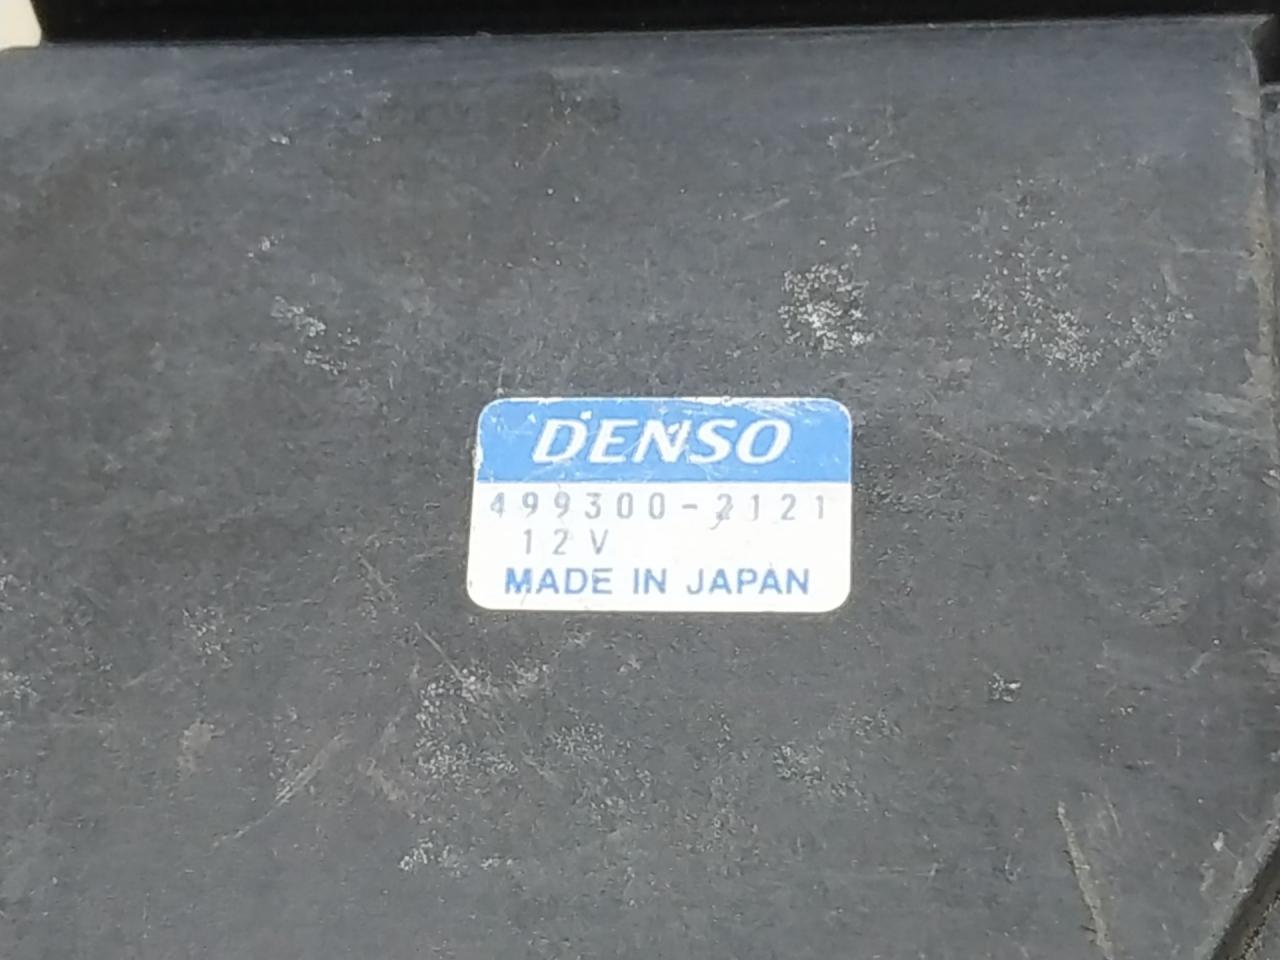 DENSO
499300-2121
12V
MADE IN JAPAN